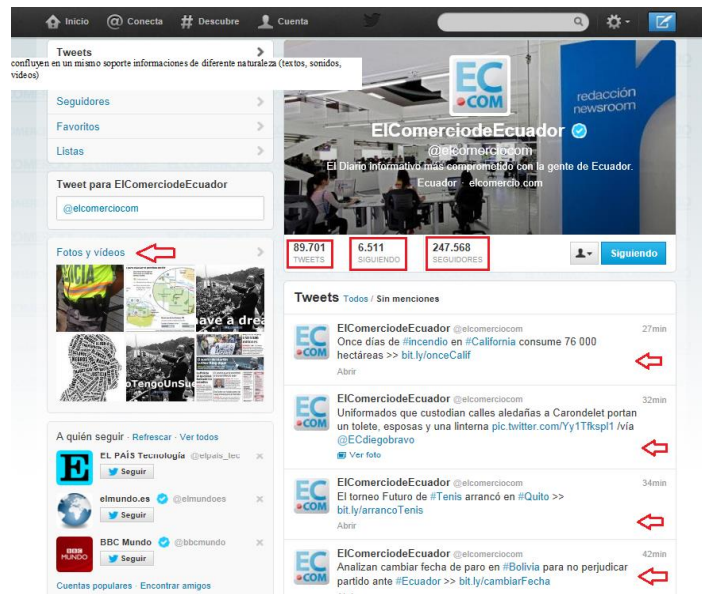 Inicio @ Conecta # Descubre Cuenta
Tweets
confluyen en un mismo soporte informaciones de diferente naturaleza (textos, sonidos,
videos)
Seguidores
Favoritos
Listas
Tweet para ElComerciodeEcuador
@elcomerciocom
Fotos y vídeos
A quién seguir · Refrescar · Ver todos
EL PAÍS Tecnología @elpais_tec
Seguir
elmundo.es @elmundoes
Seguir
BBC Mundo @bbcmundo
Seguir
Cuentas populares · Encontrar amigos
EC
.COM
redacción
newsroom
ElComerciodeEcuador
@elcomerciocom
El Diario informativo más comprometido con la gente de Ecuador.
Ecuador · elcomercio.com
89.701 6.511 247.568
TWEETS SIGUIENDO SEGUIDORES
Siguiendo
Tweets Todos / Sin menciones
ElComerciodeEcuador @elcomerciocom 27min
Once días de #incendio en #California consume 76 000
hectáreas >> bit.ly/onceCalif
Abrir
ElComerciodeEcuador @elcomerciocom 32min
Uniformados que custodian calles aledañas a Carondelet portan
un tolete, esposas y una linterna pic.twitter.com/Yy1Tfkspl1 /vía
@ECdiegobravo
Ver foto
ElComerciodeEcuador @elcomerciocom 34min
El torneo Futuro de #Tenis arrancó en #Quito >>
bit.ly/arrancoTenis
Abrir
ElComerciodeEcuador @elcomerciocom 42min
Analizan cambiar fecha de paro en #Bolivia para no perjudicar
partido ante #Ecuador >> bit.ly/cambiarFecha